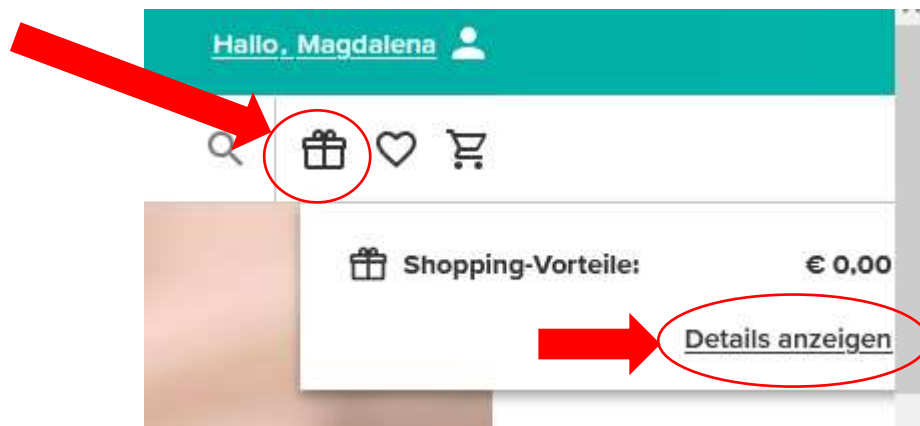 Hallo, Magdalena
Shopping-Vorteile: € 0,00
Details anzeigen